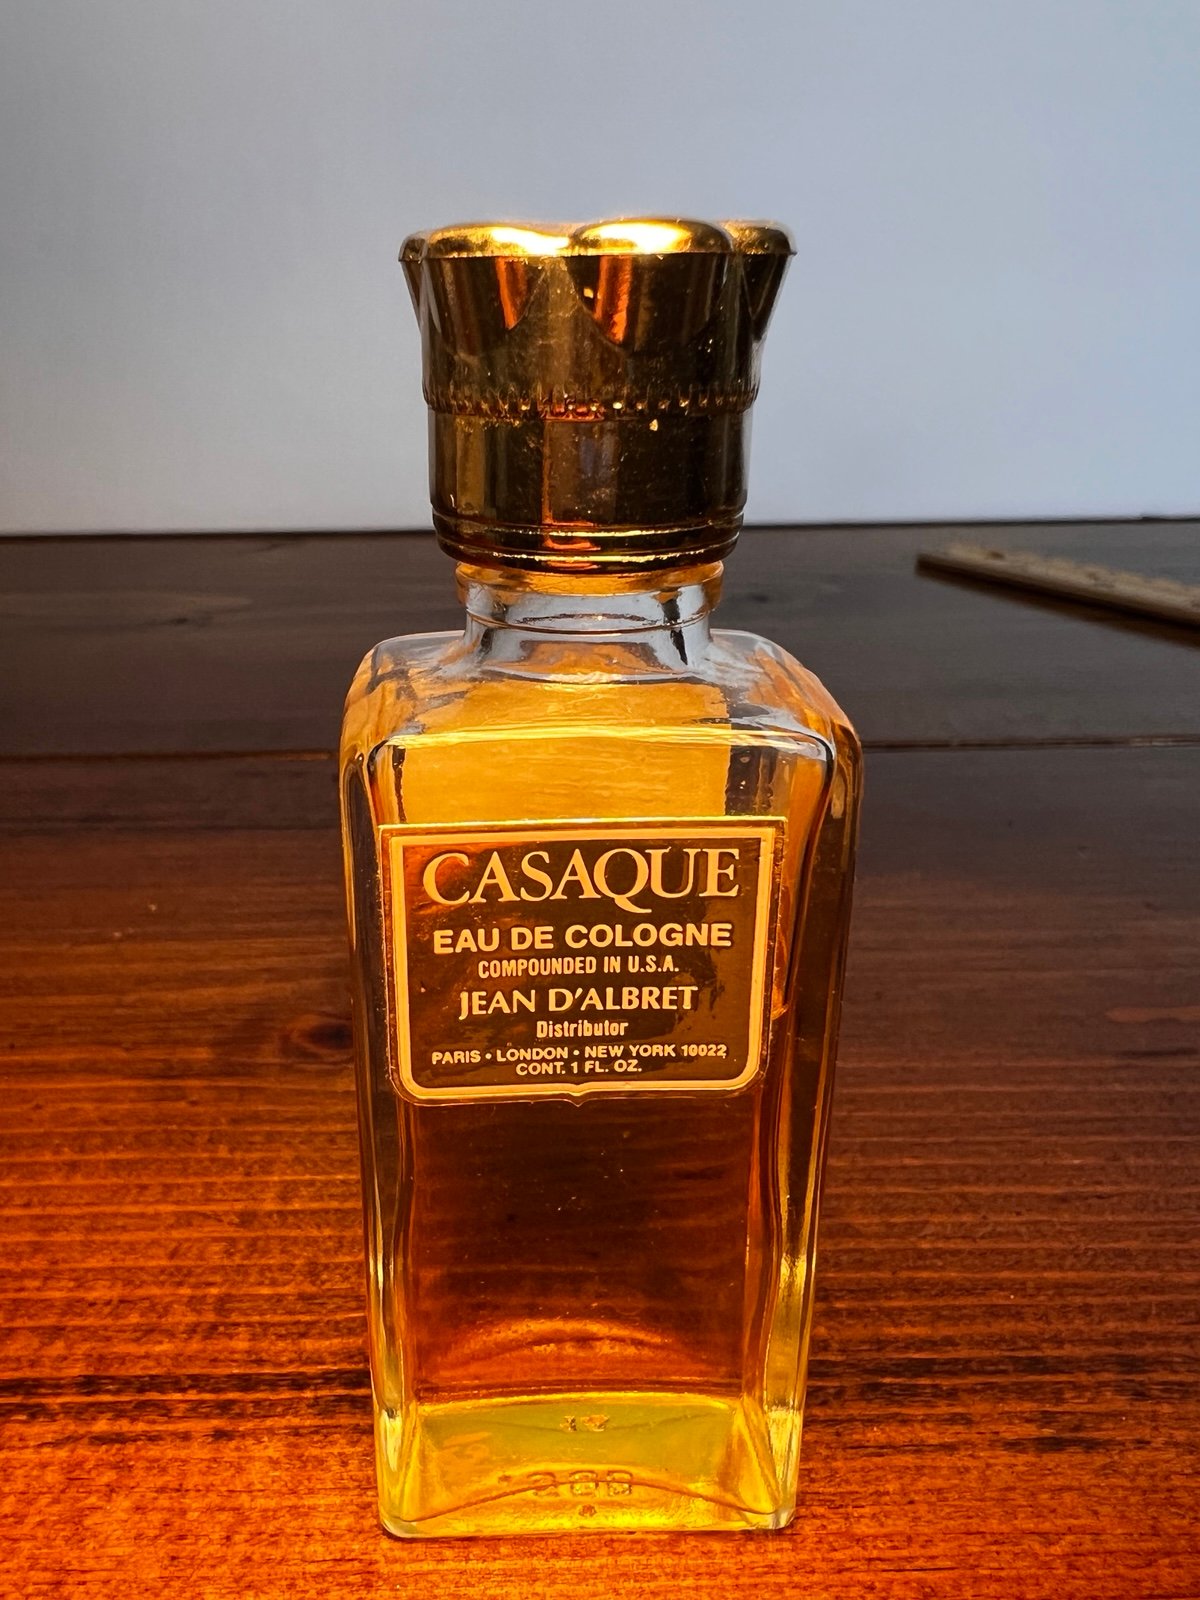 CASAQUE
EAU DE COLOGNE
COMPOUNDED IN U.S.A.
JEAN D'ALBRET
Distributor
PARIS • LONDON • NEW YORK 10022
CONT. 1 FL. OZ.